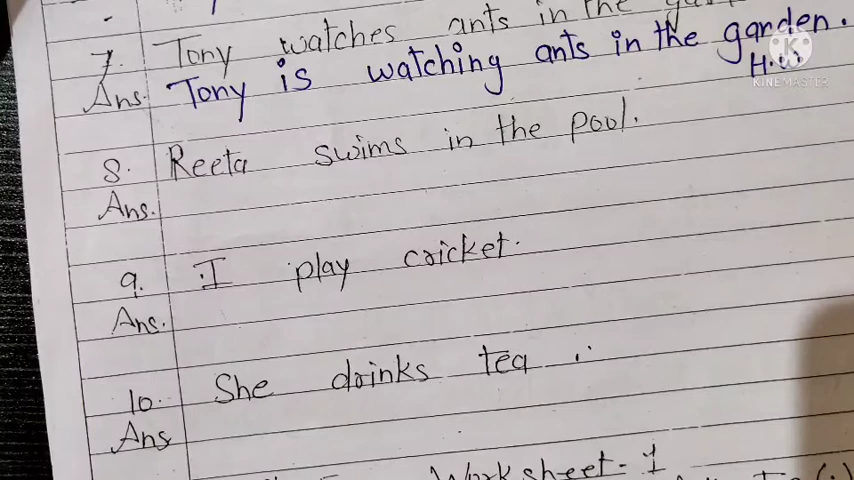 7. Tony watches ants in the
Ans. Tony is watching ants in the garden.
H.W
KINEMASTER
8. Reeta swims in the pool.
Ans.
9. I play cricket.
Ans.
10. She drinks tea.
Ans
Worksheet-1